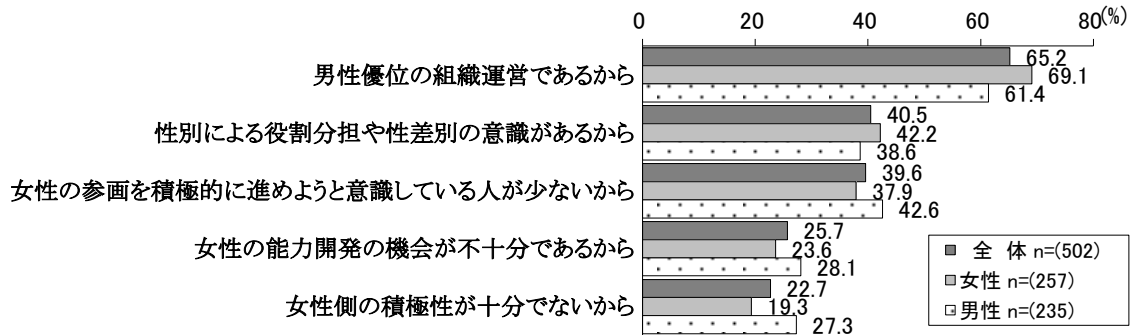 0 20 40 60 80 (%)
男性優位の組織運営であるから
65.2
69.1
61.4
性別による役割分担や性差別の意識があるから
40.5
42.2
38.6
女性の参画を積極的に進めようと意識している人が少ないから
39.6
37.9
42.6
女性の能力開発の機会が不十分であるから
25.7
23.6
28.1
女性側の積極性が十分でないから
22.7
19.3
27.3
全 体 n=(502)
女性 n=(257)
男性 n=(235)